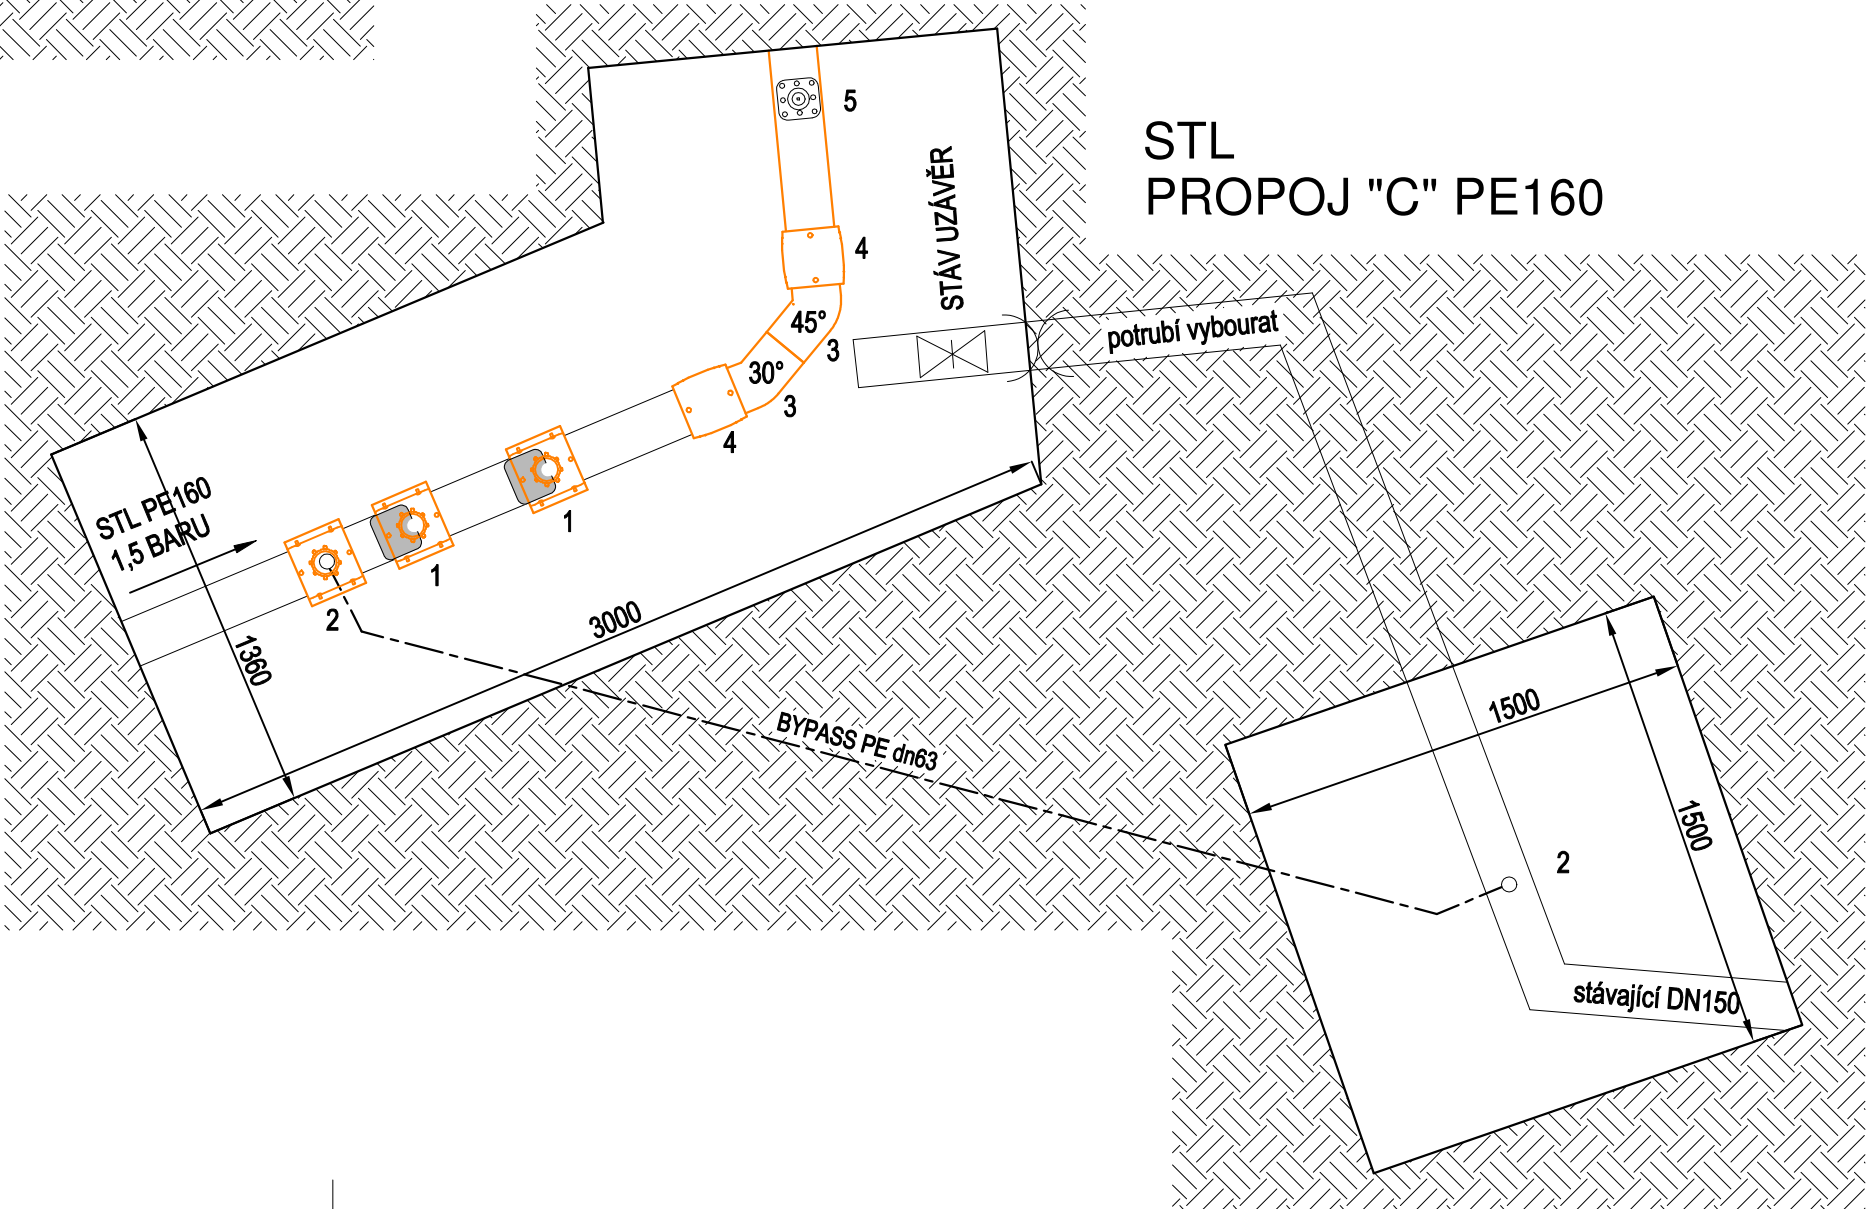 STL
PROPOJ "C" PE160
5
STÁV UZÁVĚR
4
45°
3
potrubí vybourat
30°
3
4
STL PE160
1,5 BARU
1
1
2
3000
1360
BYPASS PE dn63
1500
1500
2
stávající DN150